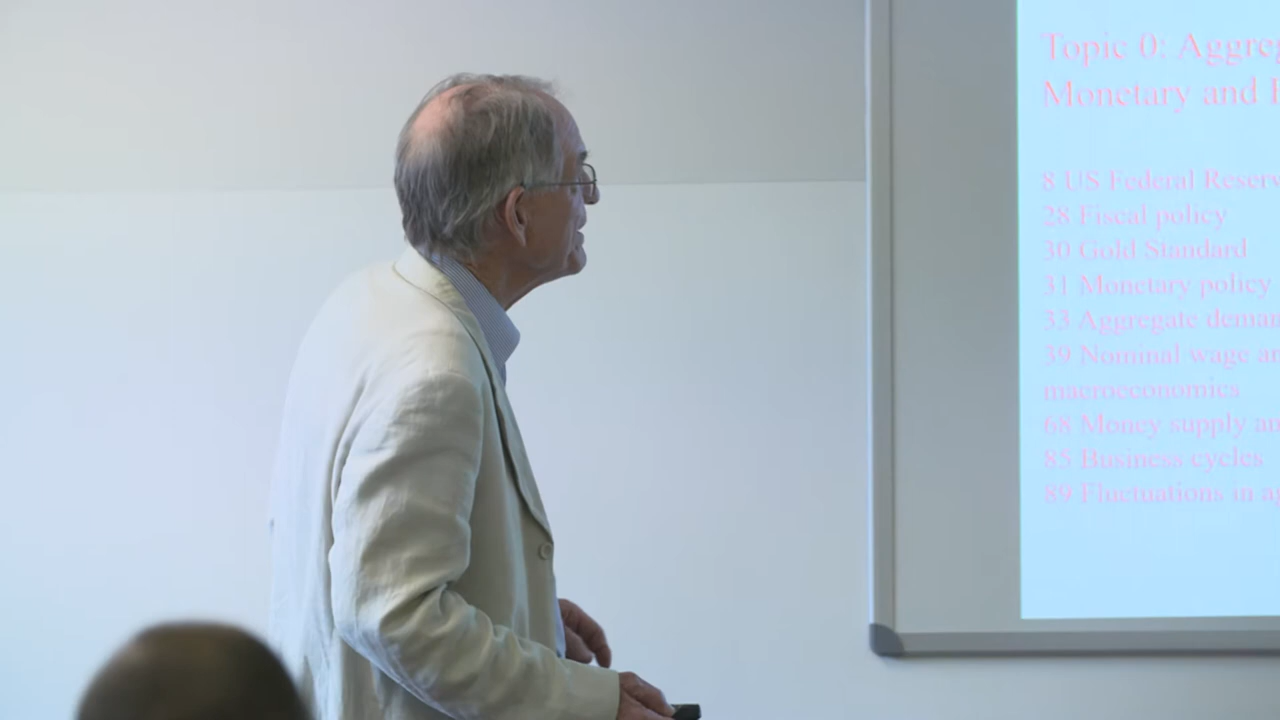 Topic 0: Aggreg
Monetary and
8 US Federal Reserv
28 Fiscal policy
30 Gold Standard
31 Monetary policy
33 Aggregate deman
39 Nominal wage an
macroeconomics
68 Money supply an
85 Business cycles
89 Fluctuations in ag